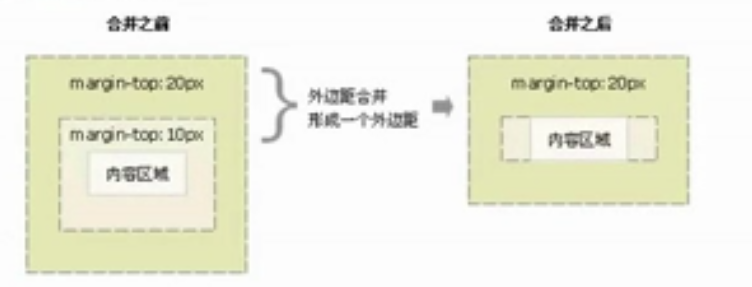 合并之前
合并之后
margin-top: 20px
margin-top: 10px
内容区域
外边距合并
形成一个外边距
margin-top: 20px
内容区域